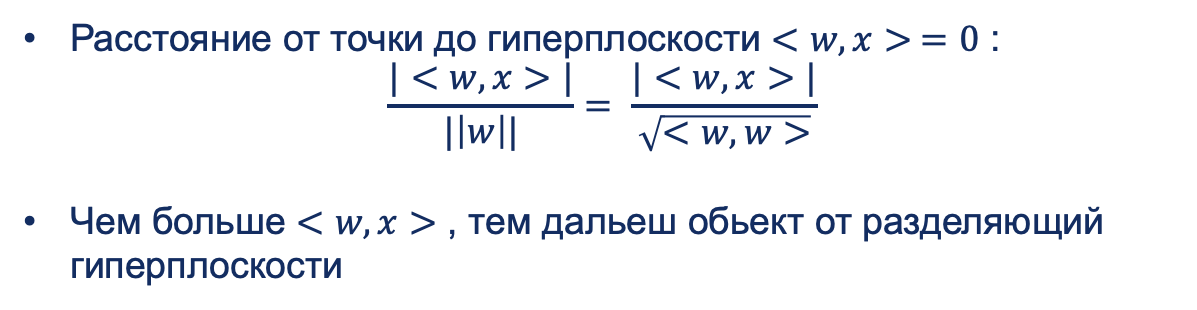 • Расстояние от точки до гиперплоскости < w, x > = 0 :
| < w, x > | / ||w|| = | < w, x > | / √< w, w >
• Чем больше < w, x > , тем дальеш обьект от разделяющий
гиперплоскости